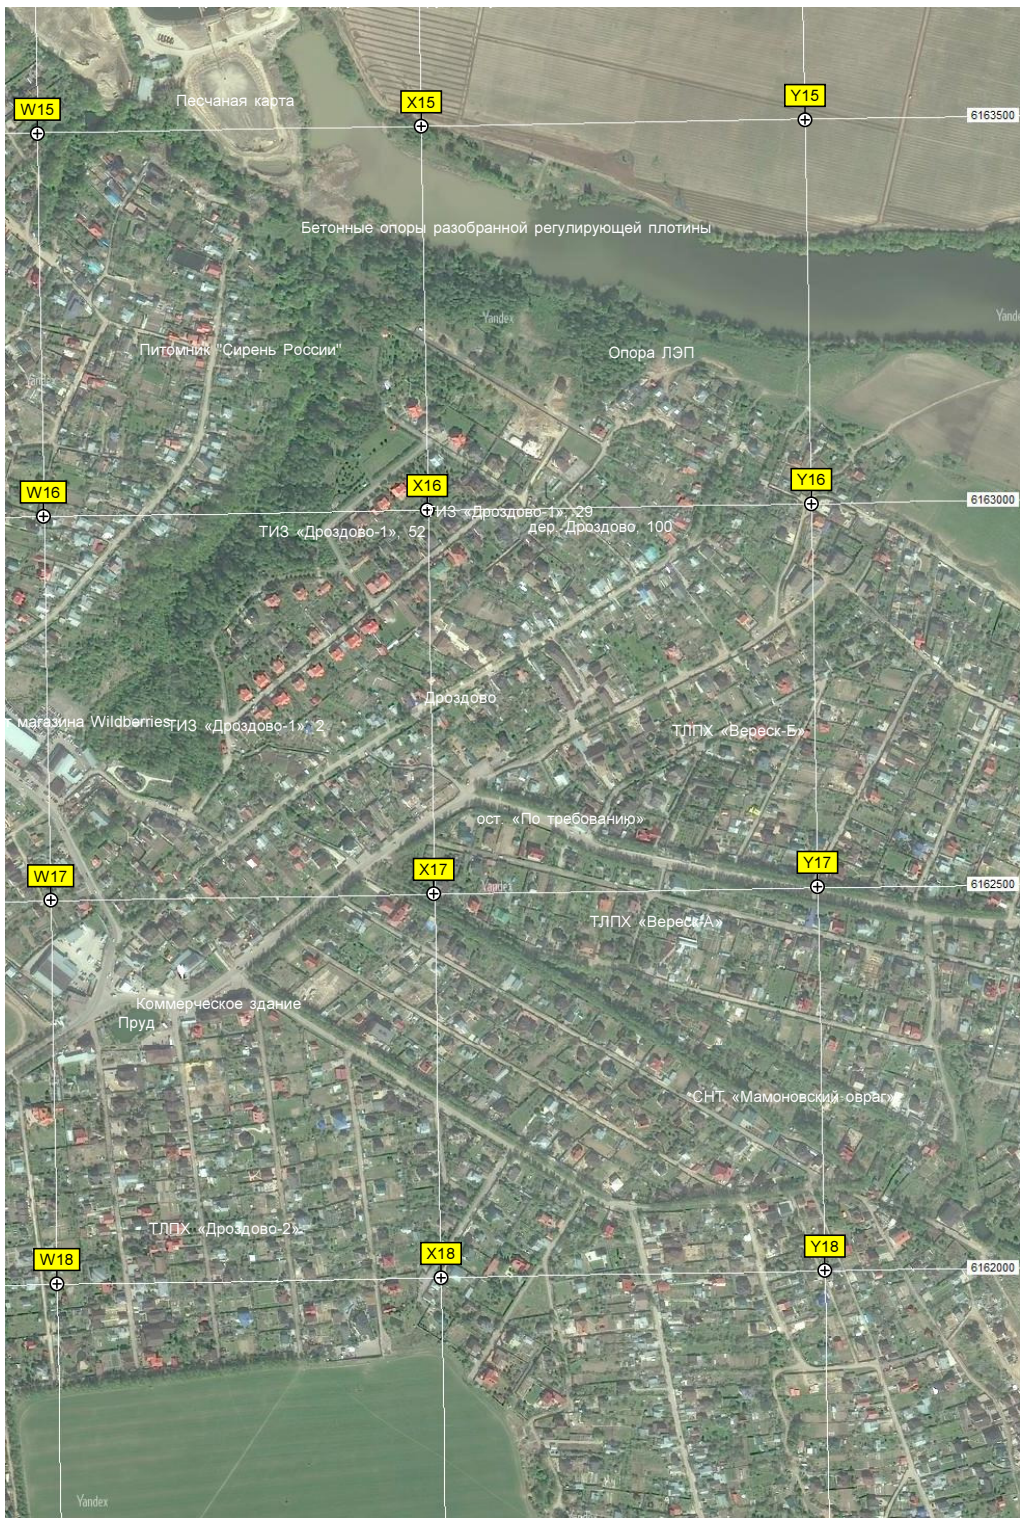 Песчаная карта
W15
X15
Y15
6163500
Бетонные опоры разобранной регулирующей плотины
Yandex
Yande
Питомник "Сирень России"
Опора ЛЭП
Yandex
W16
X16
Y16
6163000
ТИЗ «Дроздово-1», 29
ТИЗ «Дроздово-1», 52
дер. Дроздово, 100
Дроздово
магазина Wildberries
ТИЗ «Дроздово-1», 2
ТЛПХ «Вереск-Б»
ост. «По требованию»
W17
X17
Y17
6162500
Yandex
ТЛПХ «Вереск-А»
Коммерческое здание
Пруд
СНТ «Мамоновский овраг»
ТЛПХ «Дроздово-2»
W18
X18
Y18
6162000
Yandex